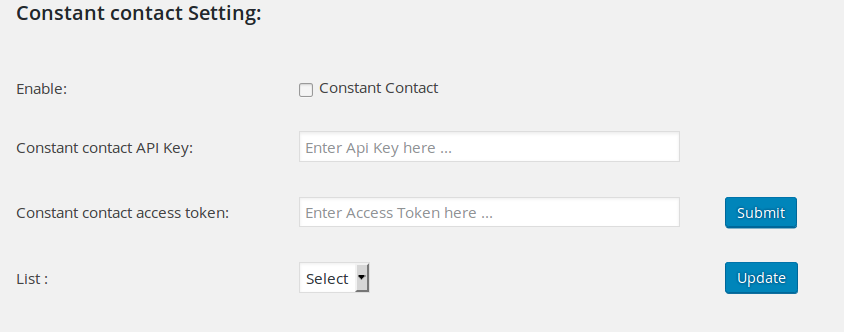 Constant contact Setting:
Enable: Constant Contact
Constant contact API Key: Enter Api Key here ...
Constant contact access token: Enter Access Token here ... Submit
List : Select Update